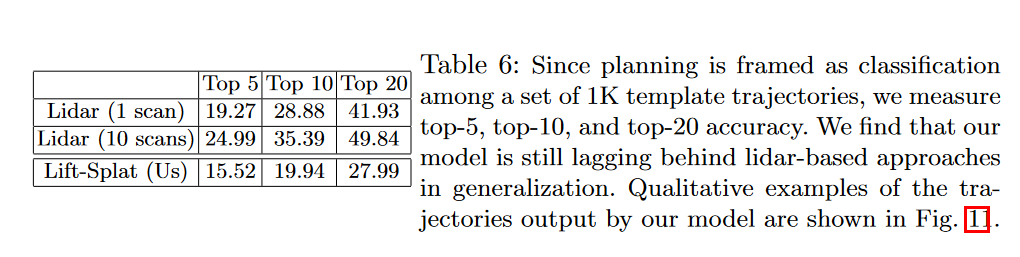 Top 5 Top 10 Top 20
Lidar (1 scan) 19.27 28.88 41.93
Lidar (10 scans) 24.99 35.39 49.84
Lift-Splat (Us) 15.52 19.94 27.99
Table 6: Since planning is framed as classification
among a set of 1K template trajectories, we measure
top-5, top-10, and top-20 accuracy. We find that our
model is still lagging behind lidar-based approaches
in generalization. Qualitative examples of the tra-
jectories output by our model are shown in Fig. 11.